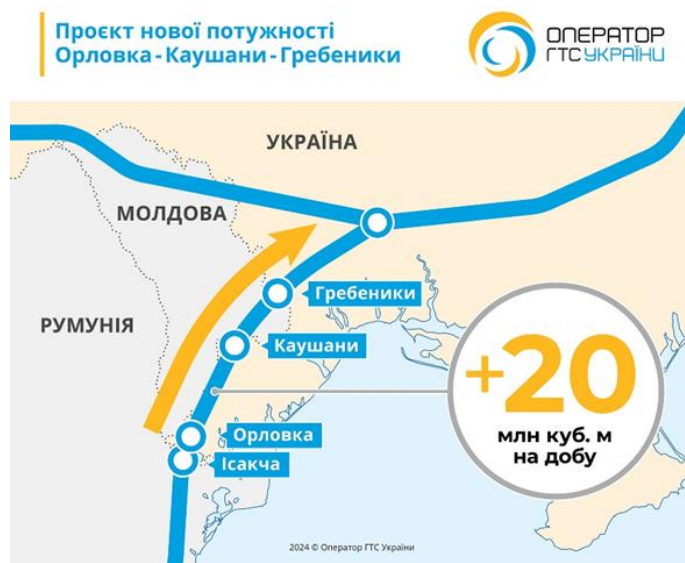 Проєкт нової потужності
Орловка - Каушани - Гребеники
ОПЕРАТОР
ГТС УКРАЇНИ
УКРАЇНА
МОЛДОВА
РУМУНІЯ
Гребеники
Каушани
Орловка
Ісакча
+20
млн куб. м
на добу
2024 © Оператор ГТС України